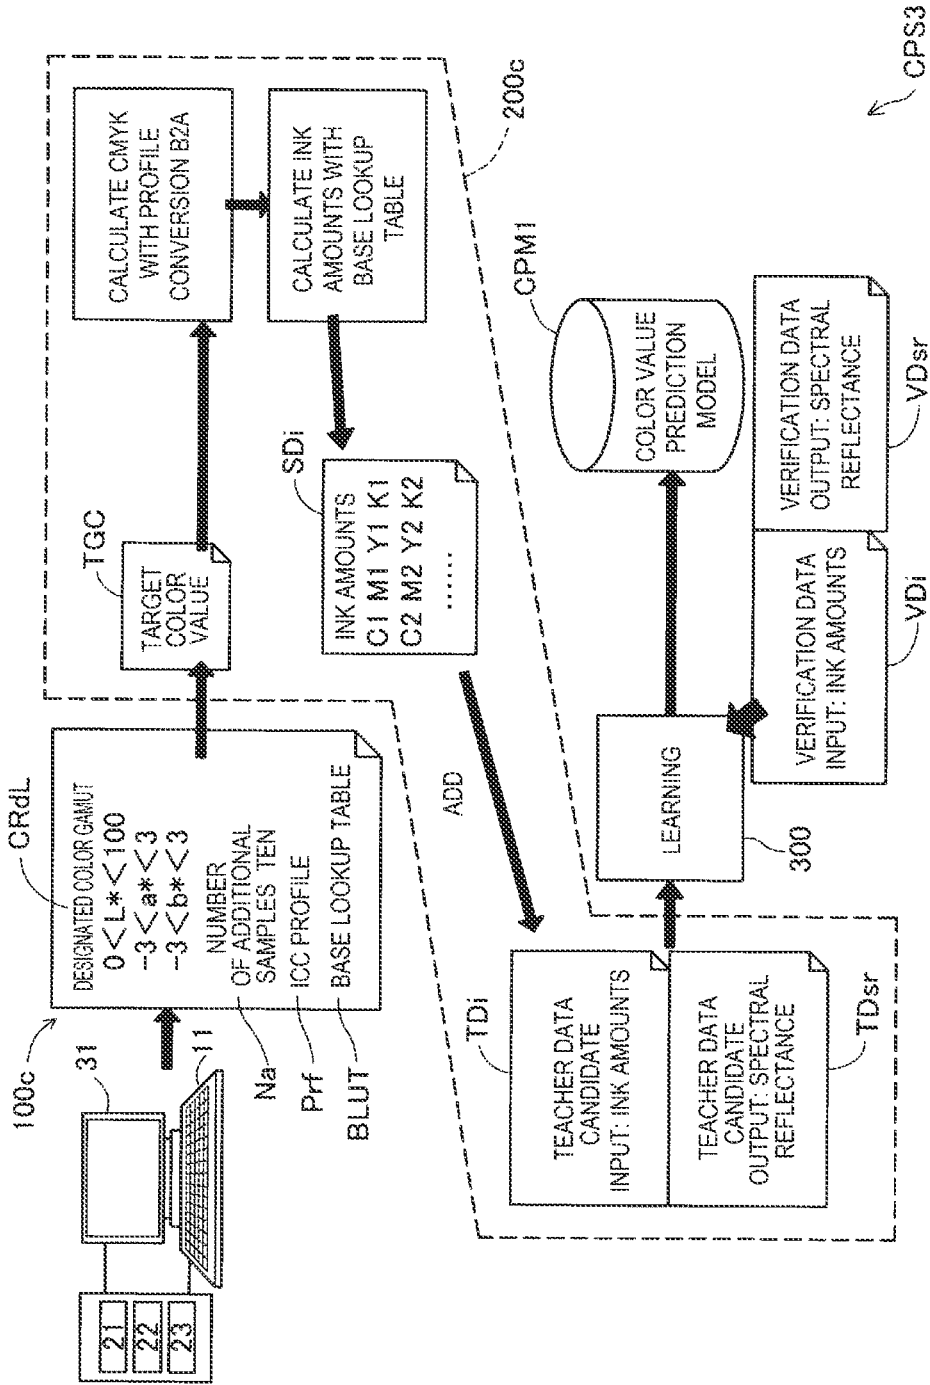 100c
31
11
21
22
23
CRdL
DESIGNATED COLOR GAMUT
0<L*<100
-3<a*<3
-3<b*<3
NUMBER
OF ADDITIONAL
SAMPLES TEN
ICC PROFILE
BASE LOOKUP TABLE
Na
Prf
BLUT
TGC
TARGET
COLOR
VALUE
CALCULATE CMYK
WITH PROFILE
CONVERSION B2A
CALCULATE INK
AMOUNTS WITH
BASE LOOKUP
TABLE
SDi
INK AMOUNTS
C1 M1 Y1 K1
C2 M2 Y2 K2
......
200c
ADD
TDi
TEACHER DATA
CANDIDATE
INPUT: INK AMOUNTS
TEACHER DATA
CANDIDATE
OUTPUT: SPECTRAL
REFLECTANCE
TDsr
LEARNING
300
CPM1
COLOR VALUE
PREDICTION
MODEL
VERIFICATION DATA
INPUT: INK AMOUNTS
VDi
VERIFICATION DATA
OUTPUT: SPECTRAL
REFLECTANCE
VDsr
CPS3